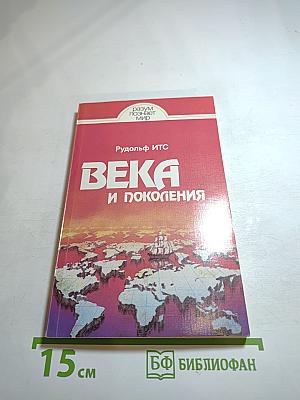 разум
познает
мир
Рудольф ИТС
ВЕКА
И ПОКОЛЕНИЯ
15 см
БФ БИБЛИОФАН